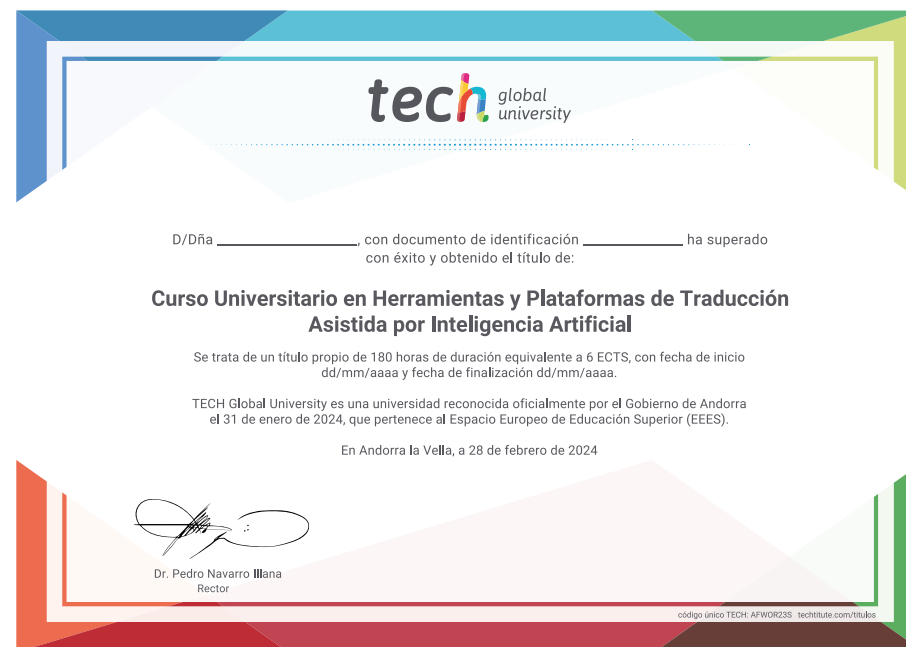 tech global university
D/Dña ____________________, con documento de identificación ______________ ha superado
con éxito y obtenido el título de:
Curso Universitario en Herramientas y Plataformas de Traducción
Asistida por Inteligencia Artificial
Se trata de un título propio de 180 horas de duración equivalente a 6 ECTS, con fecha de inicio
dd/mm/aaaa y fecha de finalización dd/mm/aaaa.
TECH Global University es una universidad reconocida oficialmente por el Gobierno de Andorra
el 31 de enero de 2024, que pertenece al Espacio Europeo de Educación Superior (EEES).
En Andorra la Vella, a 28 de febrero de 2024
Dr. Pedro Navarro Illana
Rector
código único TECH: AFWOR23S techtitute.com/titulos